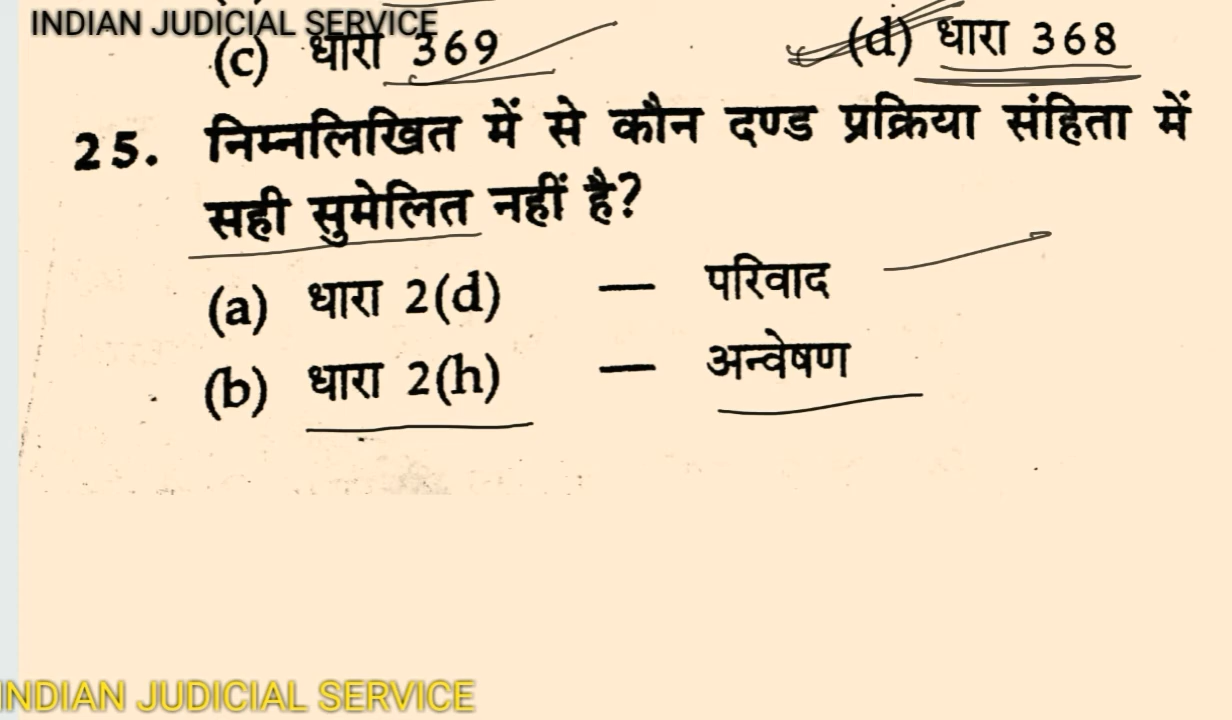 INDIAN JUDICIAL SERVICE
(c) धारा 369 (d) धारा 368
25. निम्नलिखित में से कौन दण्ड प्रक्रिया संहिता में
सही सुमेलित नहीं है?
(a) धारा 2(d) — परिवाद
(b) धारा 2(h) — अन्वेषण
INDIAN JUDICIAL SERVICE